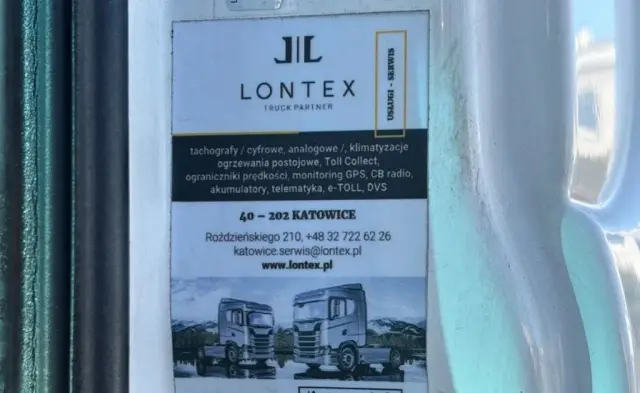 LONTEX
TRUCK PARTNER
USŁUGI - SERWIS
tachografy / cyfrowe, analogowe /, klimatyzacje
ogrzewania postojowe, Toll Collect,
ograniczniki prędkości, monitoring GPS, CB radio,
akumulatory, telematyka, e-TOLL, DVS
40 – 202 KATOWICE
Roździeńskiego 210, +48 32 722 62 26
katowice.serwis@lontex.pl
www.lontex.pl